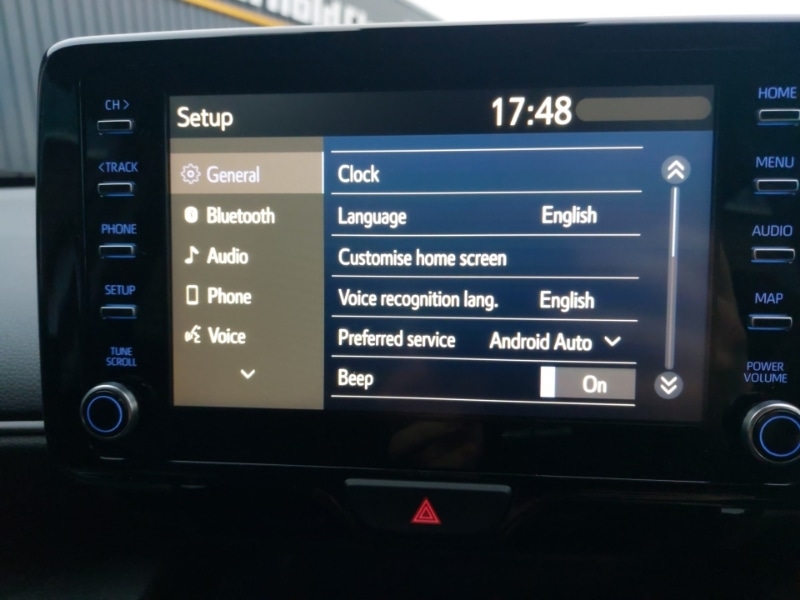 CH >
HOME
Setup
17:48
< TRACK
General
Clock
MENU
Bluetooth
Language
English
PHONE
AUDIO
Audio
Customise home screen
SETUP
Phone
Voice recognition lang.
English
MAP
Voice
Preferred service
Android Auto
TUNE
SCROLL
Beep
On
POWER
VOLUME